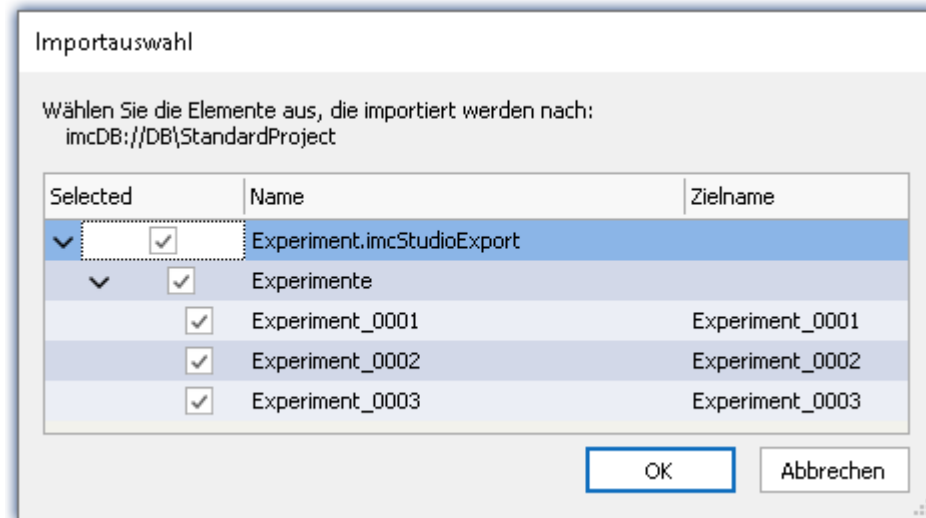 Importauswahl
Wählen Sie die Elemente aus, die importiert werden nach:
imcDB://DB\StandardProject
Selected Name Zielname
Experiment.imcStudioExport
Experimente
Experiment_0001 Experiment_0001
Experiment_0002 Experiment_0002
Experiment_0003 Experiment_0003
OK Abbrechen